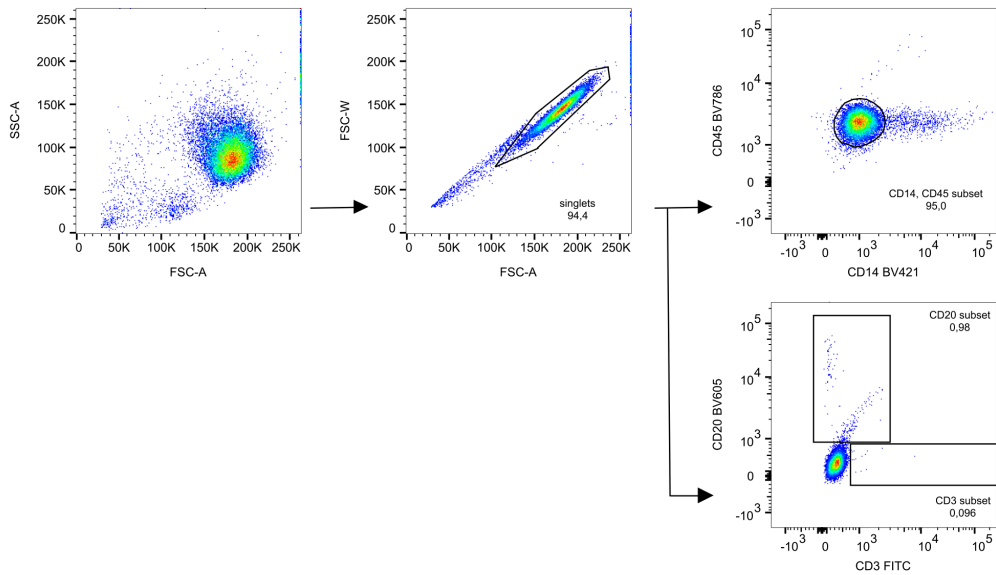 250K
200K
150K
100K
50K
0
SSC-A
0 50K 100K 150K 200K 250K
FSC-A
250K
200K
150K
100K
50K
0
FSC-W
singlets
94,4
0 50K 100K 150K 200K 250K
FSC-A
10^5
10^4
10^3
0
-10^3
CD45 BV786
CD14, CD45 subset
95,0
-10^3 0 10^3 10^4 10^5
CD14 BV421
10^5
10^4
10^3
0
-10^3
CD20 BV605
CD20 subset
0,98
CD3 subset
0,096
-10^3 0 10^3 10^4 10^5
CD3 FITC